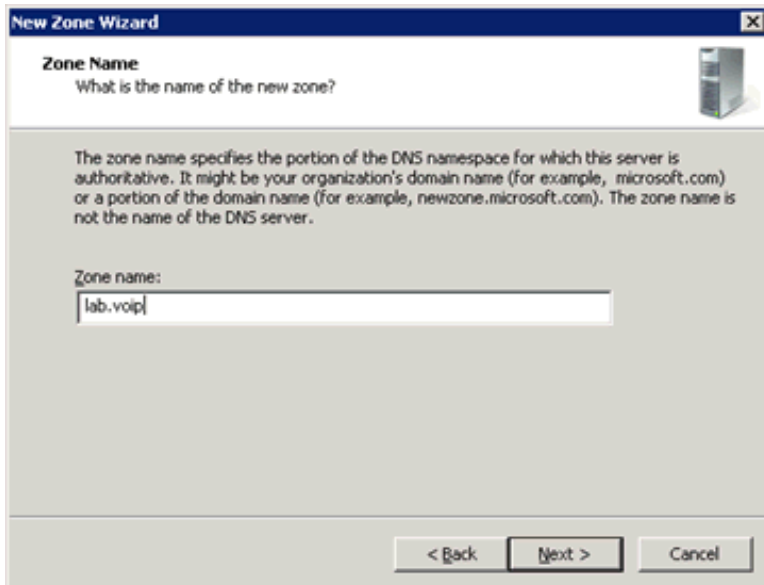 New Zone Wizard
Zone Name
What is the name of the new zone?
The zone name specifies the portion of the DNS namespace for which this server is
authoritative. It might be your organization's domain name (for example, microsoft.com)
or a portion of the domain name (for example, newzone.microsoft.com). The zone name is
not the name of the DNS server.
Zone name:
lab.voip
< Back
Next >
Cancel